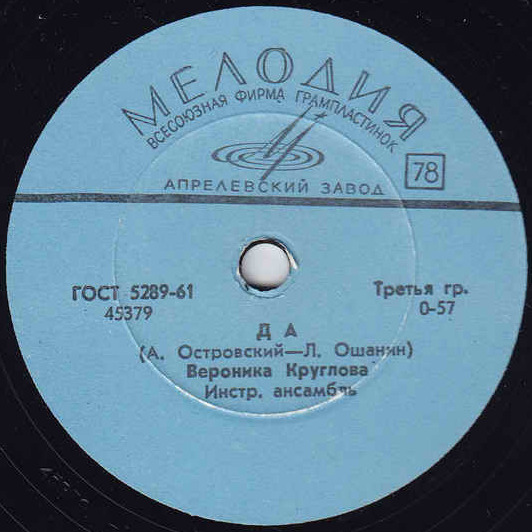 МЕЛОДИЯ
ВСЕСОЮЗНАЯ ФИРМА ГРАМПЛАСТИНОК
78
АПРЕЛЕВСКИЙ ЗАВОД
ГОСТ 5289-61
45379
Третья гр.
0-57
ДА
(А. Островский—Л. Ошанин)
Вероника Круглова
Инстр. ансамбль